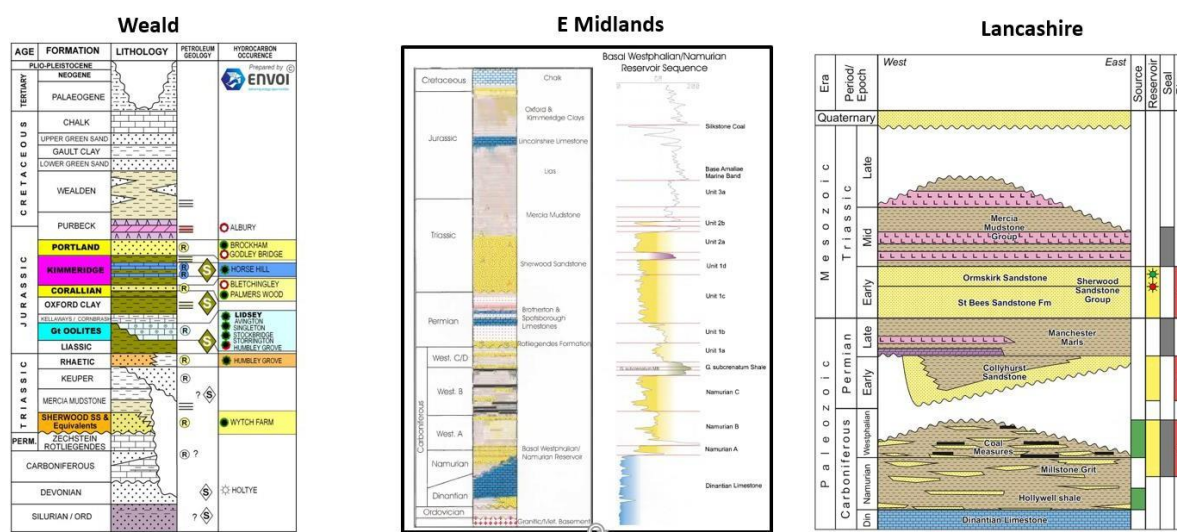 Weald
E Midlands
Lancashire
AGE
FORMATION
LITHOLOGY
PETROLEUM GEOLOGY
HYDROCARBON OCCURENCE
PLIO-PLEISTOCENE
TERTIARY
NEOGENE
PALAEOGENE
Prepared by ©
ENVOI
CRETACEOUS
CHALK
UPPER GREEN SAND
GAULT CLAY
LOWER GREEN SAND
WEALDEN
PURBECK
ALBURY
JURASSIC
PORTLAND
R
BROCKHAM
GODLEY BRIDGE
KIMMERIDGE
R
R
S
HORSE HILL
CORALLIAN
R
BLETCHINGLEY
PALMERS WOOD
OXFORD CLAY
S
KELLAWAYS / CORNBRASH
Gt OOLITES
R
S
LIDSEY
AVINGTON
SINGLETON
STOCKBRIDGE
STORRINGTON
HUMBLEY GROVE
LIASSIC
TRIASSIC
RHAETIC
R
HUMBLEY GROVE
KEUPER
R
? S
MERCIA MUDSTONE
SHERWOOD SS & Equivalents
R
WYTCH FARM
PERM.
ZECHSTEIN
ROTLIEGENDES
R ?
CARBONIFEROUS
DEVONIAN
S
HOLTYE
SILURIAN / ORD
? S
Basal Westphalian/Namurian
Reservoir Sequence
GR
200
Cretaceous
Chalk
Jurassic
Oxford &
Kimmeridge Clays
Lincolnshire Limestone
Lias
Triassic
Mercia Mudstone
Sherwood Sandstone
Permian
Brotherton &
Sprotborough
Limestones
Rotliegendes Formation
Carboniferous
West. C/D
West. B
West. A
Namurian
Basal Westphalian/
Namurian Reservoir
Dinantian
Ordovician
Granitic/Met. Basement
Silkstone Coal
Base Amaliae
Marine Band
Unit 3a
Unit 2b
Unit 2a
Unit 1d
Unit 1c
Unit 1b
Unit 1a
G. subcrenatum MB
G. subcrenatum Shale
Namurian C
Namurian B
Namurian A
Dinantian Limestone
Era
Period/
Epoch
West
East
Source
Reservoir
Seal
Quaternary
Mesozoic
Triassic
Late
Mid
Early
Mercia
Mudstone
Group
Ormskirk Sandstone
Sherwood
Sandstone
Group
St Bees Sandstone Fm
Paleozoic
Permian
Late
Early
Manchester
Marls
Collyhurst
Sandstone
Carboniferous
Westphalian
Namurian
Din
Coal
Measures
Millstone Grit
Hollywell shale
Dinantian Limestone